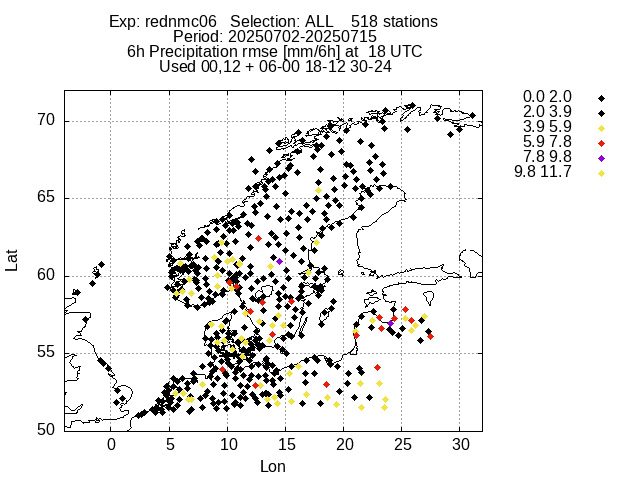 Exp: rednmc06   Selection: ALL    518 stations
Period: 20250702-20250715
6h Precipitation rmse [mm/6h] at  18 UTC
Used 00,12 + 06-00 18-12 30-24
0.0 2.0
2.0 3.9
3.9 5.9
5.9 7.8
7.8 9.8
9.8 11.7
70
65
60
55
50
Lat
0 5 10 15 20 25 30
Lon